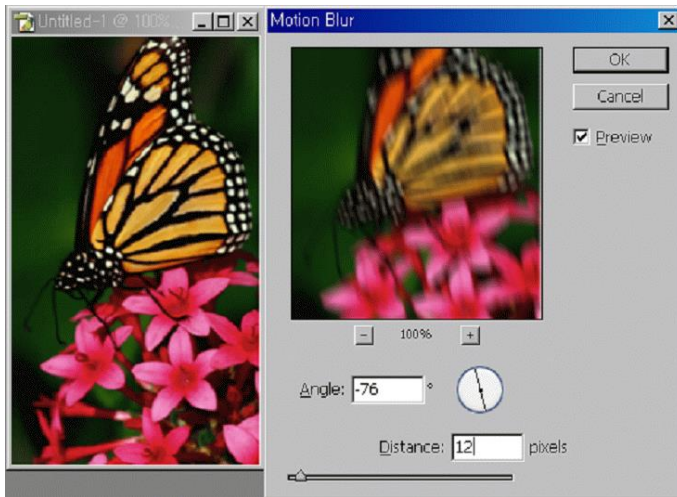 Untitled-1 @ 100%...
Motion Blur
OK
Cancel
Preview
100%
Angle: -76 °
Distance: 12 pixels